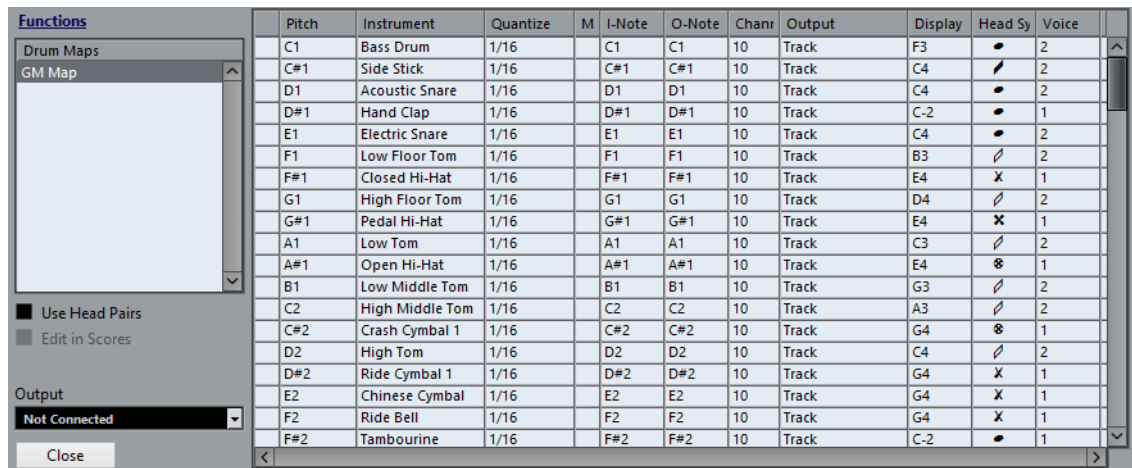 Functions
Drum Maps
GM Map
Use Head Pairs
Edit in Scores
Output
Not Connected
Close
Pitch Instrument Quantize M I-Note O-Note Chanr Output Display Head Sy Voice
C1 Bass Drum 1/16 C1 C1 10 Track F3 2
C#1 Side Stick 1/16 C#1 C#1 10 Track C4 2
D1 Acoustic Snare 1/16 D1 D1 10 Track C4 2
D#1 Hand Clap 1/16 D#1 D#1 10 Track C-2 1
E1 Electric Snare 1/16 E1 E1 10 Track C4 2
F1 Low Floor Tom 1/16 F1 F1 10 Track B3 2
F#1 Closed Hi-Hat 1/16 F#1 F#1 10 Track E4 1
G1 High Floor Tom 1/16 G1 G1 10 Track D4 2
G#1 Pedal Hi-Hat 1/16 G#1 G#1 10 Track E4 1
A1 Low Tom 1/16 A1 A1 10 Track C3 2
A#1 Open Hi-Hat 1/16 A#1 A#1 10 Track E4 1
B1 Low Middle Tom 1/16 B1 B1 10 Track G3 2
C2 High Middle Tom 1/16 C2 C2 10 Track A3 2
C#2 Crash Cymbal 1 1/16 C#2 C#2 10 Track G4 1
D2 High Tom 1/16 D2 D2 10 Track C4 2
D#2 Ride Cymbal 1 1/16 D#2 D#2 10 Track G4 1
E2 Chinese Cymbal 1/16 E2 E2 10 Track G4 1
F2 Ride Bell 1/16 F2 F2 10 Track G4 1
F#2 Tambourine 1/16 F#2 F#2 10 Track C-2 1